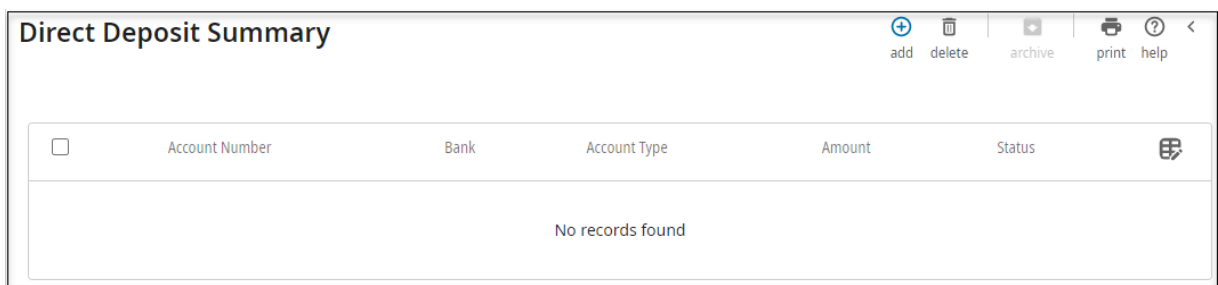 Direct Deposit Summary
add delete archive print help
Account Number Bank Account Type Amount Status
No records found